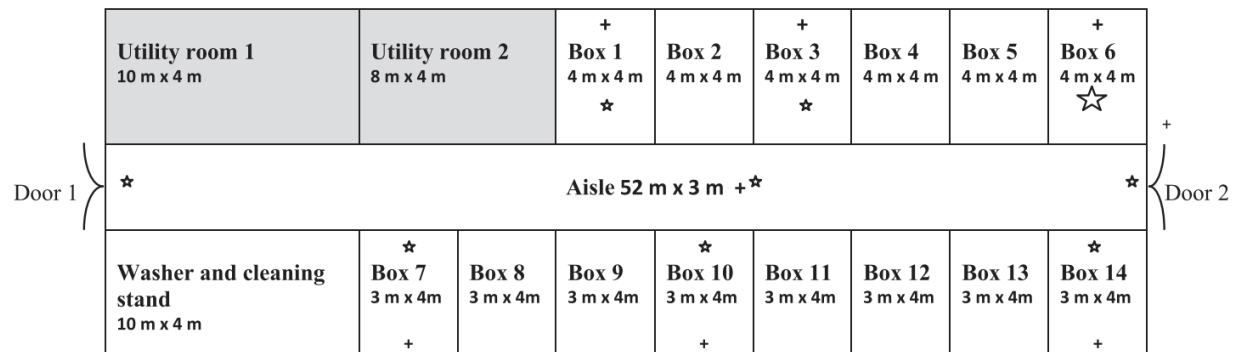 Utility room 1
10 m x 4 m
Utility room 2
8 m x 4 m
+
Box 1
4 m x 4 m
Box 2
4 m x 4 m
+
Box 3
4 m x 4 m
Box 4
4 m x 4 m
Box 5
4 m x 4 m
+
Box 6
4 m x 4 m
+
Door 1
Aisle 52 m x 3 m +
Door 2
Washer and cleaning
stand
10 m x 4 m
Box 7
3 m x 4m
+
Box 8
3 m x 4m
Box 9
3 m x 4m
Box 10
3 m x 4m
+
Box 11
3 m x 4m
Box 12
3 m x 4m
Box 13
3 m x 4m
Box 14
3 m x 4m
+